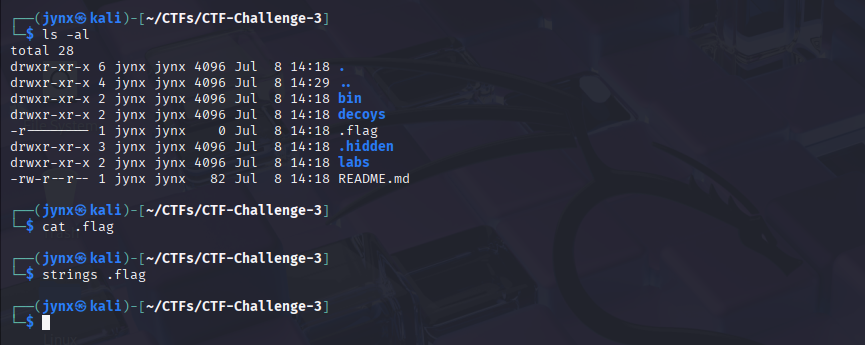 ┌──(jynx㉿kali)-[~/CTFs/CTF-Challenge-3]
└─$ ls -al
total 28
drwxr-xr-x 6 jynx jynx 4096 Jul  8 14:18 .
drwxr-xr-x 4 jynx jynx 4096 Jul  8 14:29 ..
drwxr-xr-x 2 jynx jynx 4096 Jul  8 14:18 bin
drwxr-xr-x 2 jynx jynx 4096 Jul  8 14:18 decoys
-r-------- 1 jynx jynx    0 Jul  8 14:18 .flag
drwxr-xr-x 3 jynx jynx 4096 Jul  8 14:18 .hidden
drwxr-xr-x 2 jynx jynx 4096 Jul  8 14:18 labs
-rw-r--r-- 1 jynx jynx   82 Jul  8 14:18 README.md
┌──(jynx㉿kali)-[~/CTFs/CTF-Challenge-3]
└─$ cat .flag
┌──(jynx㉿kali)-[~/CTFs/CTF-Challenge-3]
└─$ strings .flag
┌──(jynx㉿kali)-[~/CTFs/CTF-Challenge-3]
└─$